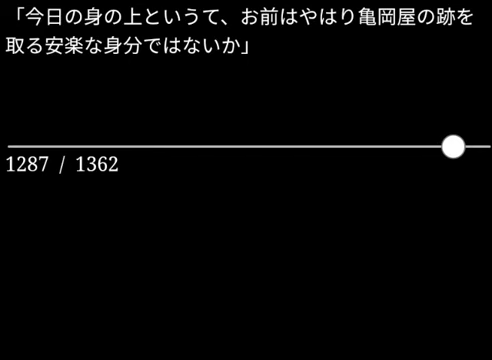 「今日の身の上というて、お前はやはり亀岡屋の跡を
取る安楽な身分ではないか」
1287 / 1362